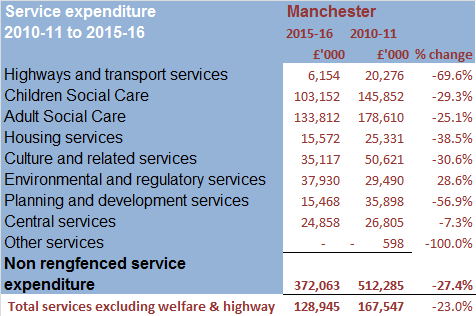 Service expenditure Manchester
2010-11 to 2015-16 2015-16 2010-11
£'000 £'000 % change
Highways and transport services 6,154 20,276 -69.6%
Children Social Care 103,152 145,852 -29.3%
Adult Social Care 133,812 178,610 -25.1%
Housing services 15,572 25,331 -38.5%
Culture and related services 35,117 50,621 -30.6%
Environmental and regulatory services 37,930 29,490 28.6%
Planning and development services 15,468 35,898 -56.9%
Central services 24,858 26,805 -7.3%
Other services - - 598 -100.0%
Non rengfenced service
expenditure 372,063 512,285 -27.4%
Total services excluding welfare & highway 128,945 167,547 -23.0%